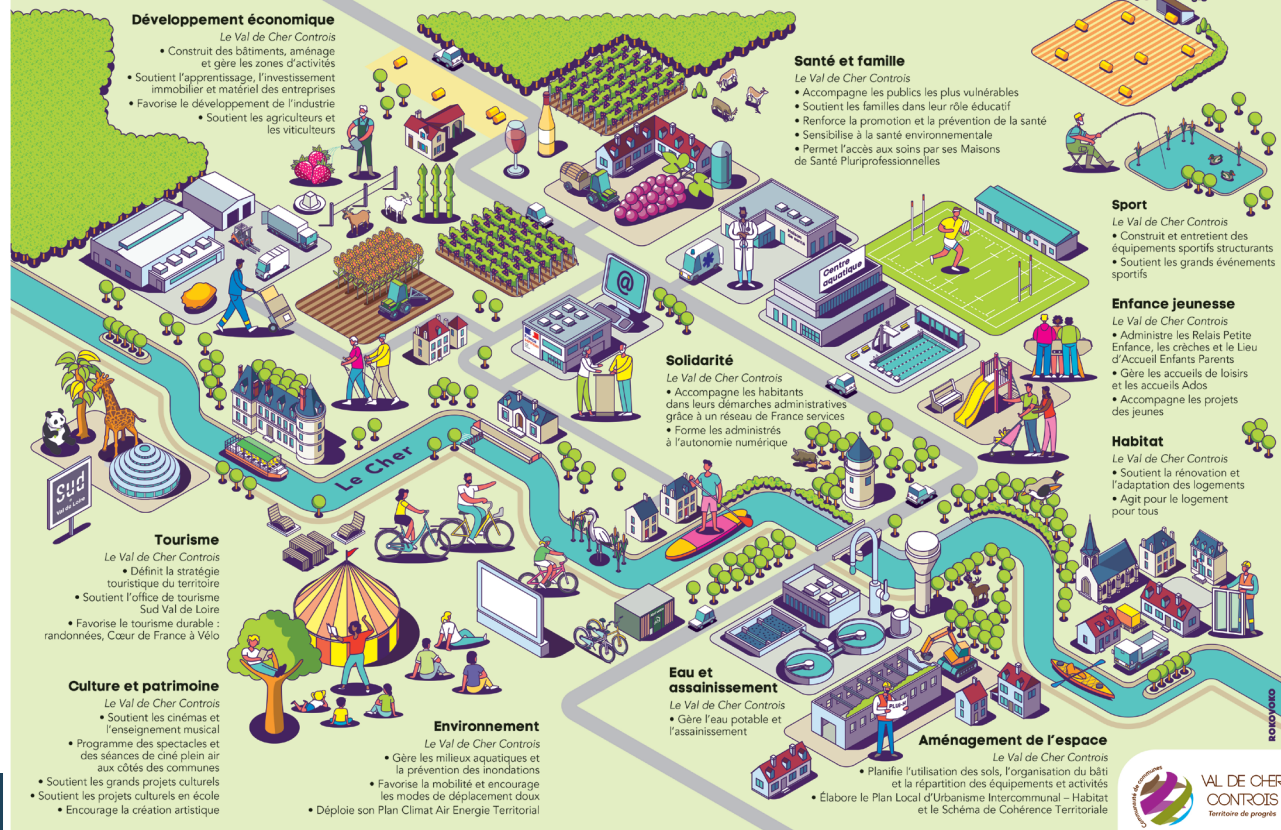 Développement économique
Le Val de Cher Controis
• Construit des bâtiments, aménage
et gère les zones d'activités
• Soutient l'apprentissage, l'investissement
immobilier et matériel des entreprises
• Favorise le développement de l'industrie
• Soutient les agriculteurs et
les viticulteurs
Santé et famille
Le Val de Cher Controis
• Accompagne les publics les plus vulnérables
• Soutient les familles dans leur rôle éducatif
• Renforce la promotion et la prévention de la santé
• Sensibilise à la santé environnementale
• Permet l'accès aux soins par ses Maisons
de Santé Pluriprofessionnelles
Sport
Le Val de Cher Controis
• Construit et entretient des
équipements sportifs structurants
• Soutient les grands événements
sportifs
Centre
aquatique
@
Enfance jeunesse
Le Val de Cher Controis
• Administre les Relais Petite
Enfance, les crèches et le Lieu
d'Accueil Enfants Parents
• Gère les accueils de loisirs
et les accueils Ados
• Accompagne les projets
des jeunes
Solidarité
Le Val de Cher Controis
• Accompagne les habitants
dans leurs démarches administratives
grâce à un réseau de France services
• Forme les administrés
à l'autonomie numérique
Habitat
Le Val de Cher Controis
• Soutient la rénovation et
l'adaptation des logements
• Agit pour le logement
pour tous
Le Cher
Sud
Val de Loire
Tourisme
Le Val de Cher Controis
• Définit la stratégie
touristique du territoire
• Soutient l'office de tourisme
Sud Val de Loire
• Favorise le tourisme durable :
randonnées, Cœur de France à Vélo
Culture et patrimoine
Le Val de Cher Controis
• Soutient les cinémas et
l'enseignement musical
• Programme des spectacles et
des séances de ciné plein air
aux côtés des communes
• Soutient les grands projets culturels
• Soutient les projets culturels en école
• Encourage la création artistique
Environnement
Le Val de Cher Controis
• Gère les milieux aquatiques et
la prévention des inondations
• Favorise la mobilité et encourage
les modes de déplacement doux
• Déploie son Plan Climat Air Energie Territorial
Eau et
assainissement
Le Val de Cher Controis
• Gère l'eau potable et
l'assainissement
PLUi-H
Aménagement de l'espace
Le Val de Cher Controis
• Planifie l'utilisation des sols, l'organisation du bâti
et la répartition des équipements et activités
• Élabore le Plan Local d'Urbanisme Intercommunal – Habitat
et le Schéma de Cohérence Territoriale
ROKOVOKO
Communauté de communes
VAL DE CHER
CONTROIS
Territoire de progrès